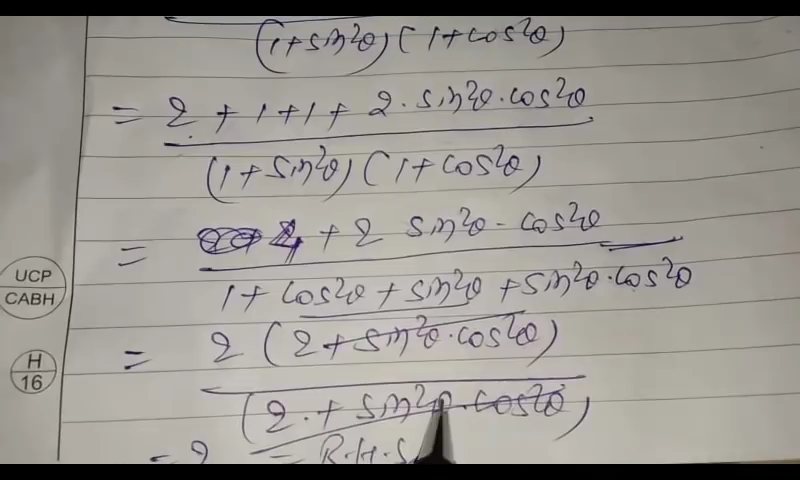 (1+sin²θ)(1+cos²θ)
= 2 + 1 + 1 + 2·sin²θ·cos²θ
(1+sin²θ)(1+cos²θ)
= 4 + 2 sin²θ·cos²θ
1 + cos²θ + sin²θ + sin²θ·cos²θ
= 2 (2 + sin²θ·cos²θ)
(2 + sin²θ·cos²θ)
= 2 = R.H.S
UCP
CABH
H
16